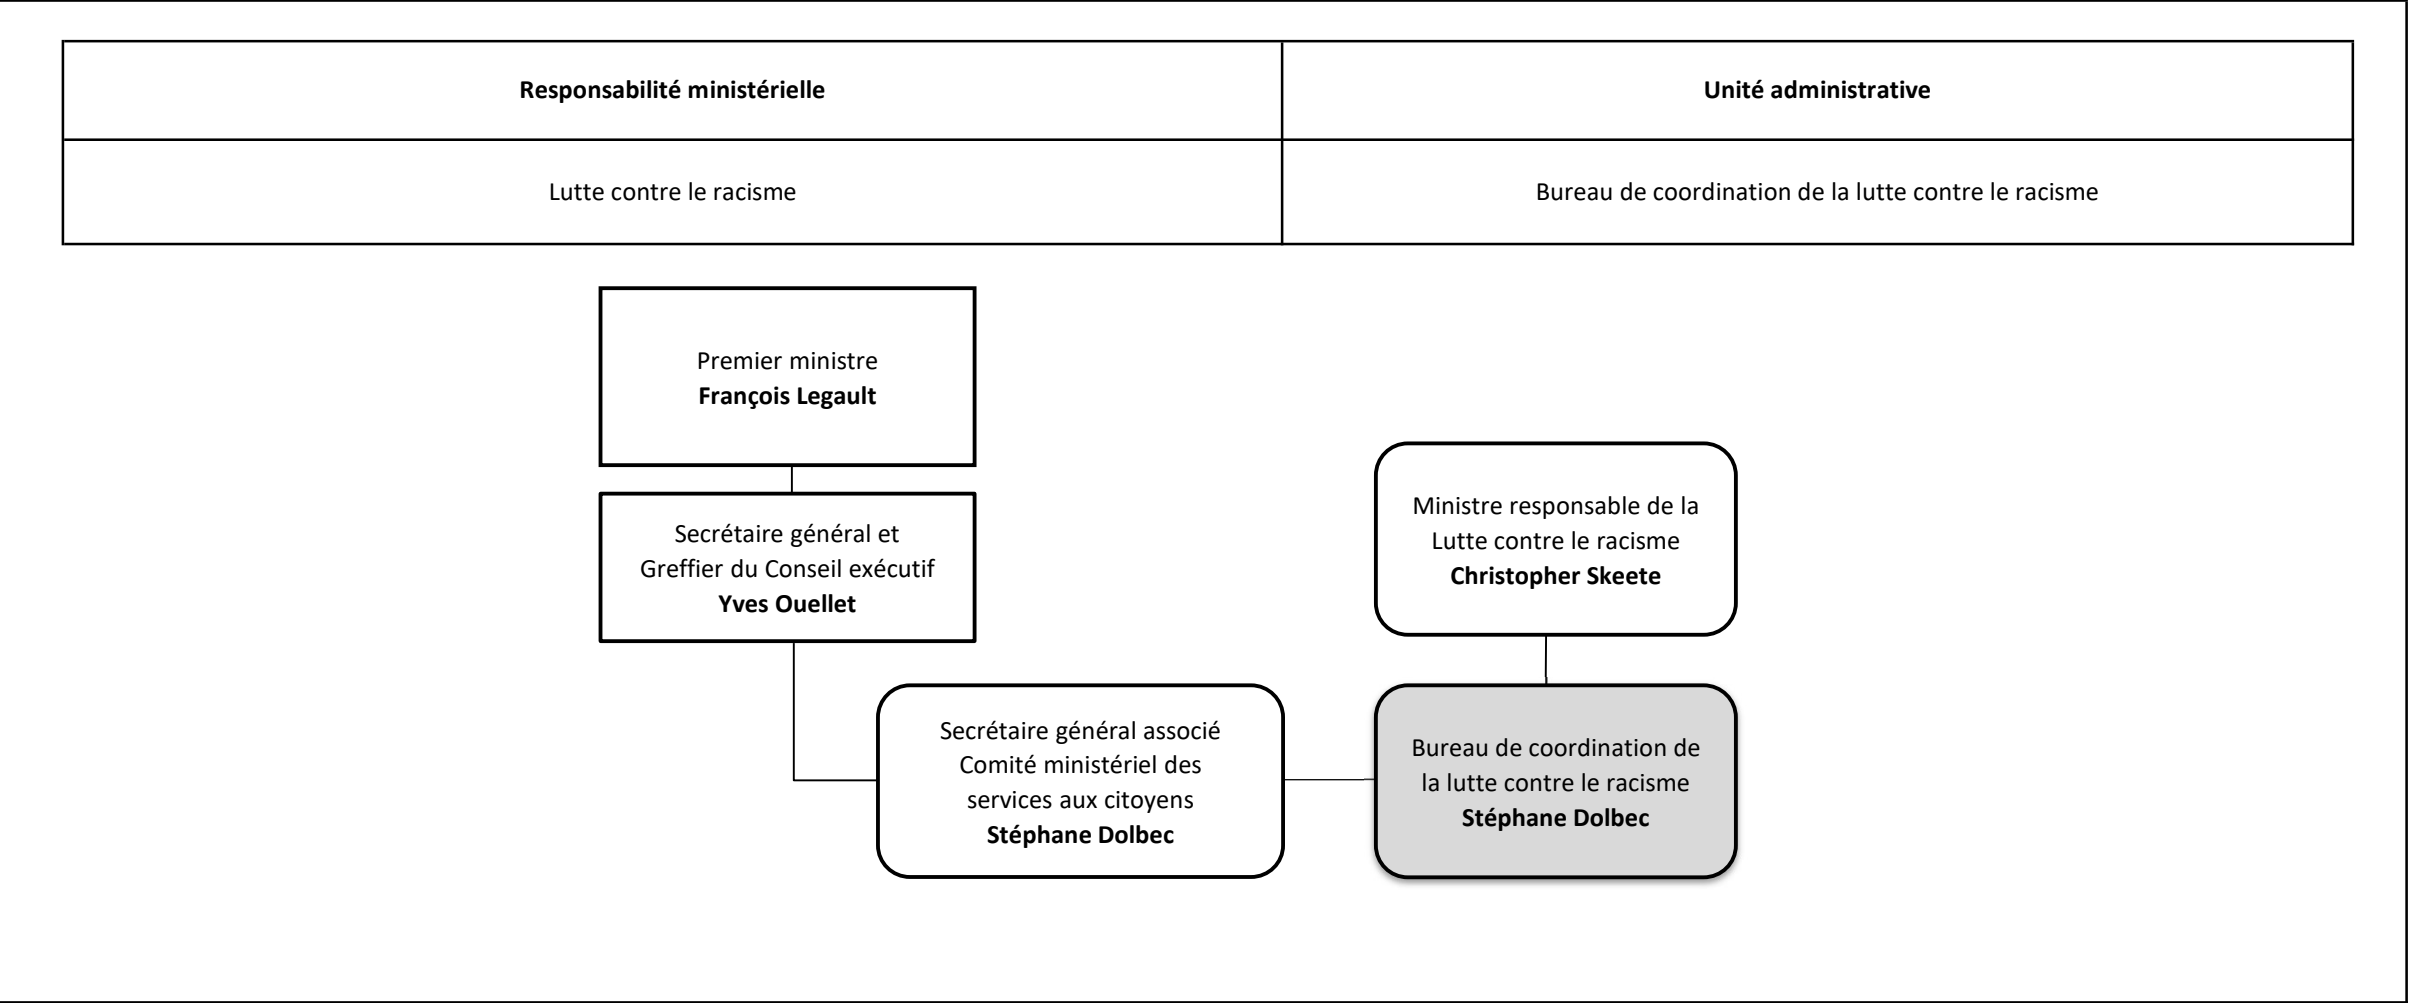 Responsabilité ministérielle
Unité administrative
Lutte contre le racisme
Bureau de coordination de la lutte contre le racisme
Premier ministre
François Legault
Secrétaire général et
Greffier du Conseil exécutif
Yves Ouellet
Ministre responsable de la
Lutte contre le racisme
Christopher Skeete
Secrétaire général associé
Comité ministériel des
services aux citoyens
Stéphane Dolbec
Bureau de coordination de
la lutte contre le racisme
Stéphane Dolbec